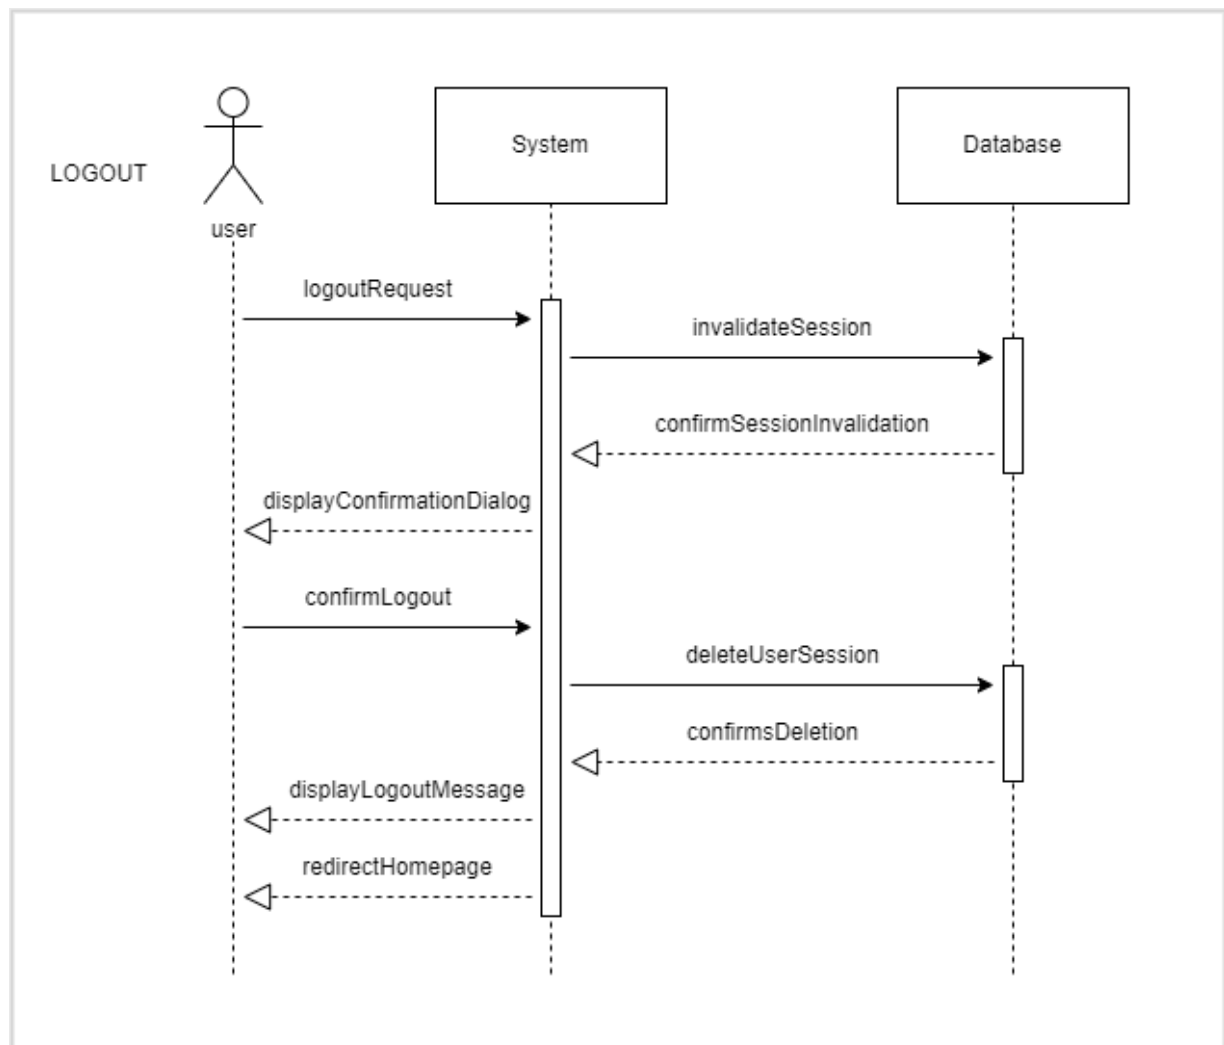 System
Database
LOGOUT
user
logoutRequest
invalidateSession
confirmSessionInvalidation
displayConfirmationDialog
confirmLogout
deleteUserSession
confirmsDeletion
displayLogoutMessage
redirectHomepage